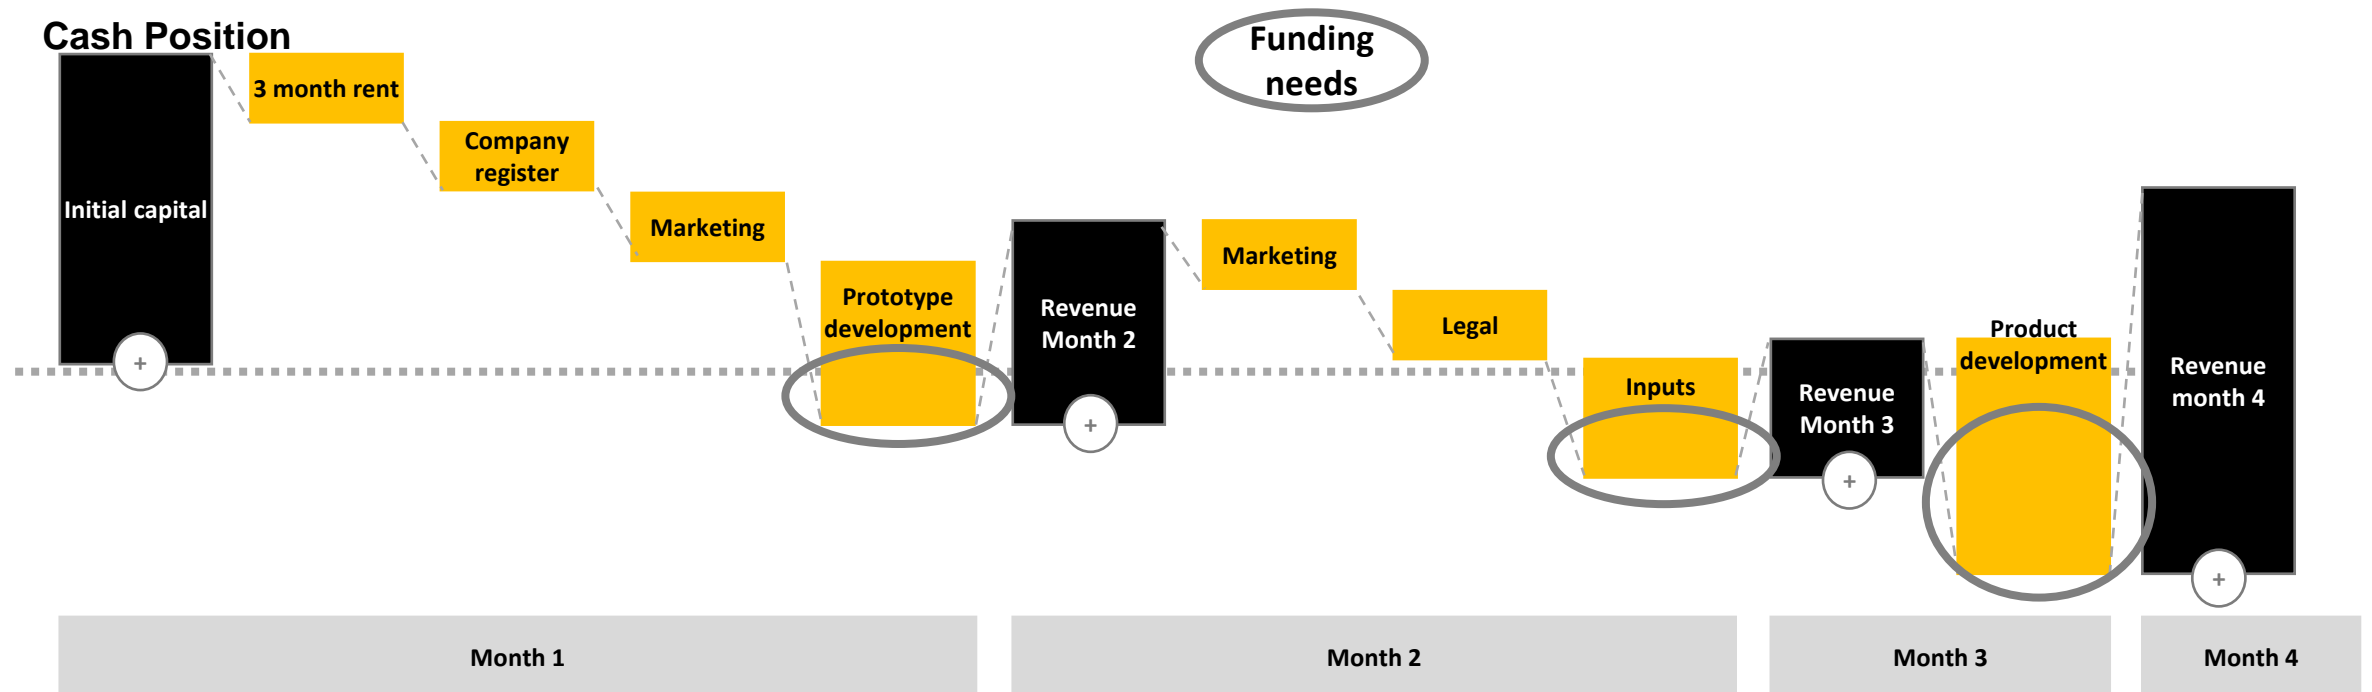 Cash Position
Funding
needs
3 month rent
Company
register
Initial capital
Marketing
Prototype
development
Revenue
Month 2
Marketing
Legal
Inputs
Revenue
Month 3
Product
development
Revenue
month 4
+
+
+
+
Month 1
Month 2
Month 3
Month 4